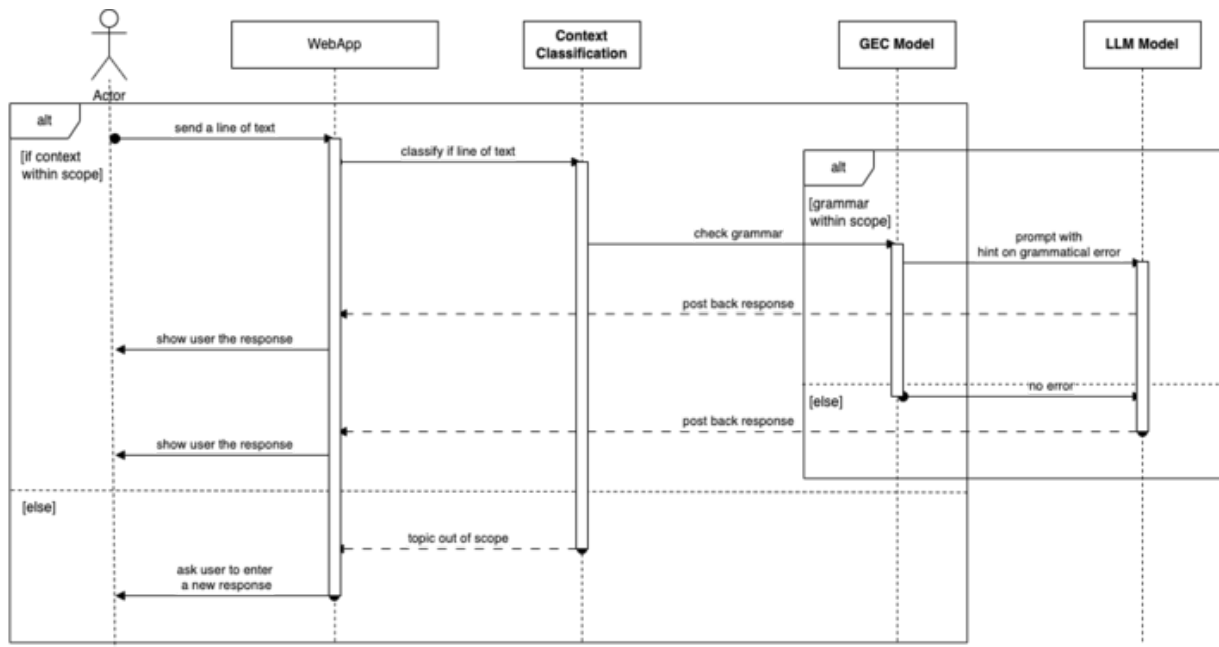 WebApp
Context
Classification
GEC Model
LLM Model
Actor
alt
send a line of text
[if context
within scope]
classify if line of text
alt
[grammar
within scope]
check grammar
prompt with
hint on grammatical error
post back response
show user the response
no error
[else]
post back response
show user the response
[else]
topic out of scope
ask user to enter
a new response